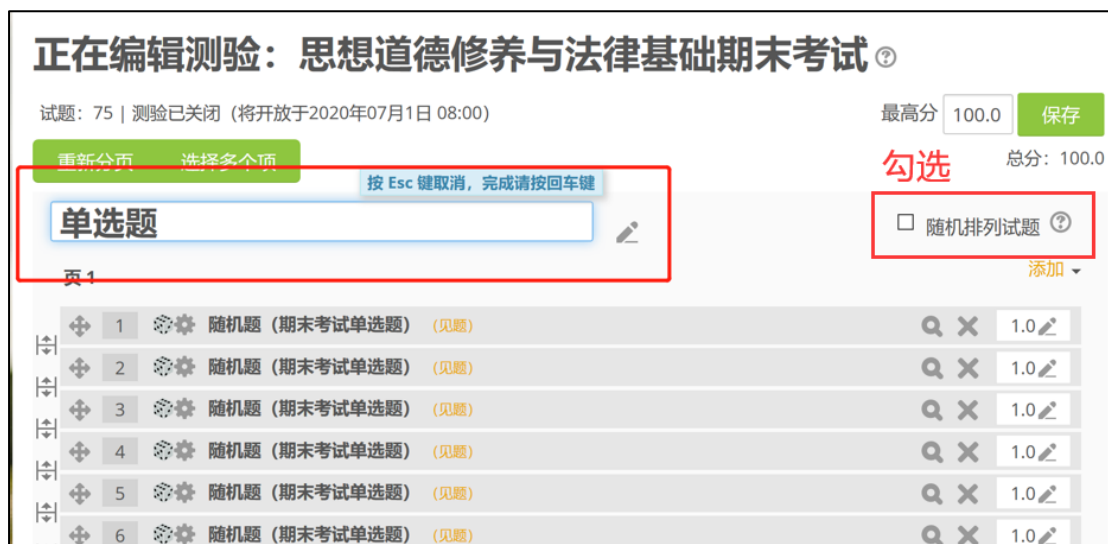 正在编辑测验：思想道德修养与法律基础期末考试
试题：75 | 测验已关闭（将开放于2020年07月1日 08:00）
最高分 100.0 保存
重新分页 选择多个项
勾选
总分：100.0
按 Esc 键取消，完成请按回车键
单选题
随机排列试题
页 1
添加
1 随机题（期末考试单选题） （见题） 1.0
2 随机题（期末考试单选题） （见题） 1.0
3 随机题（期末考试单选题） （见题） 1.0
4 随机题（期末考试单选题） （见题） 1.0
5 随机题（期末考试单选题） （见题） 1.0
6 随机题（期末考试单选题） （见题） 1.0